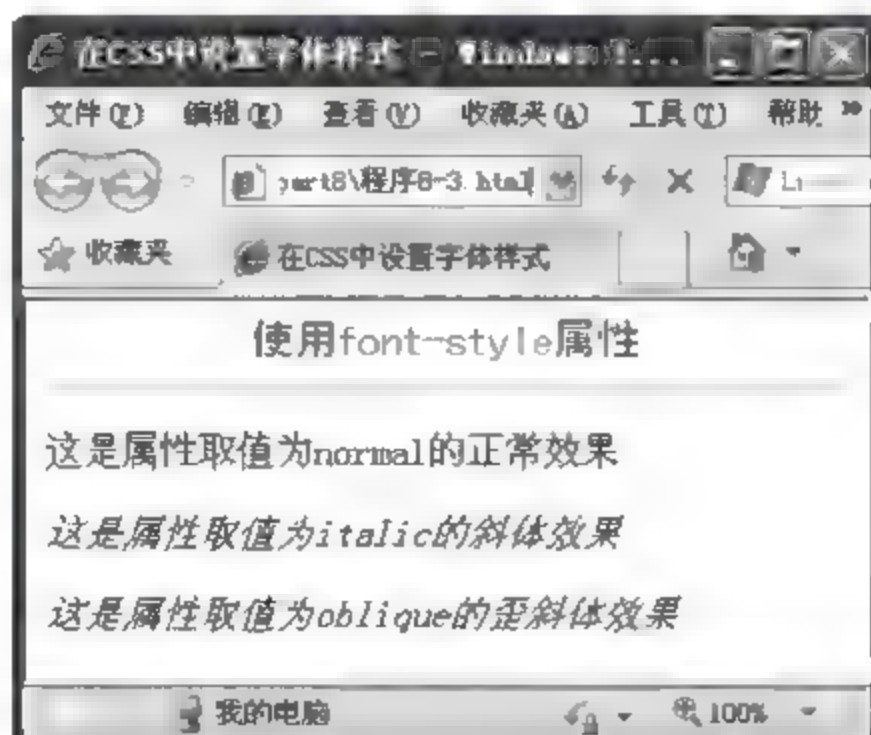 在CSS中设置字体样式 - Windows I...
文件(F) 编辑(E) 查看(V) 收藏夹(A) 工具(T) 帮助 »
part8\程序8-3.html Li
收藏夹 在CSS中设置字体样式
使用font-style属性
这是属性取值为normal的正常效果
这是属性取值为italic的斜体效果
这是属性取值为oblique的歪斜体效果
我的电脑 100%